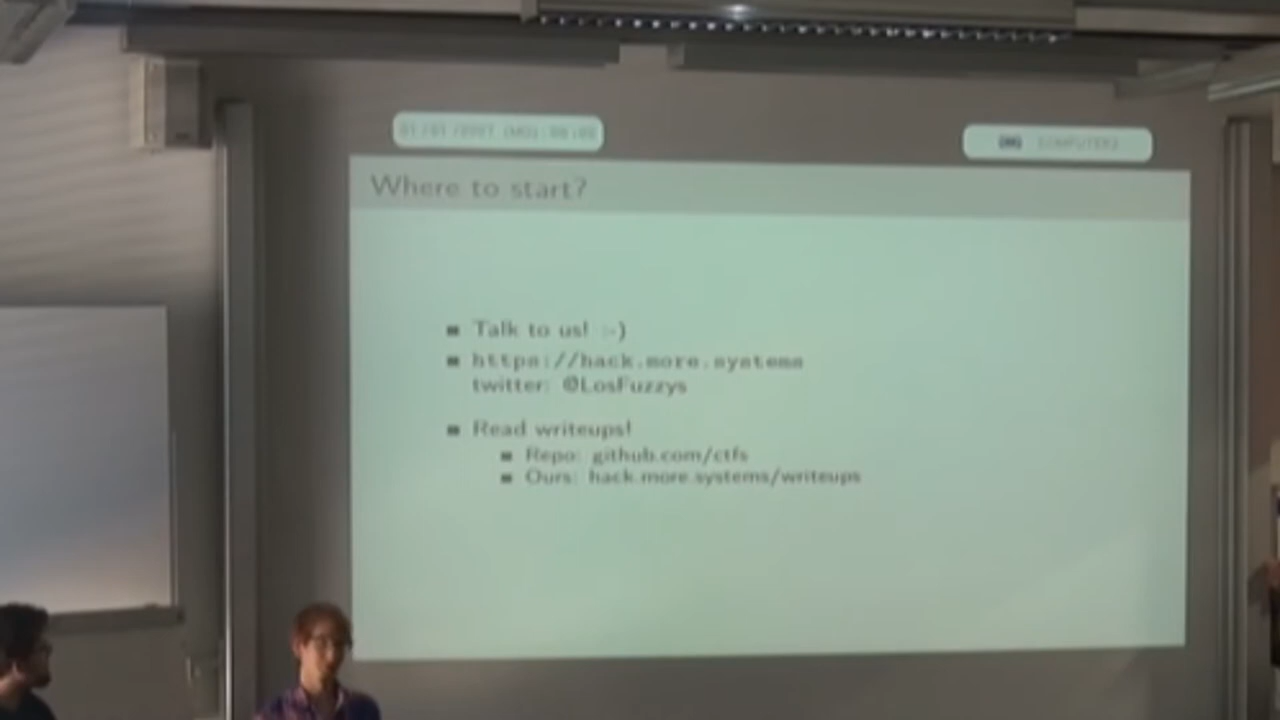 COMPUTER2
Where to start?
Talk to us! :-)
https://hack.more.systems
twitter: @LosFuzzys
Read writeups!
Repo: github.com/ctfs
Ours: hack.more.systems/writeups